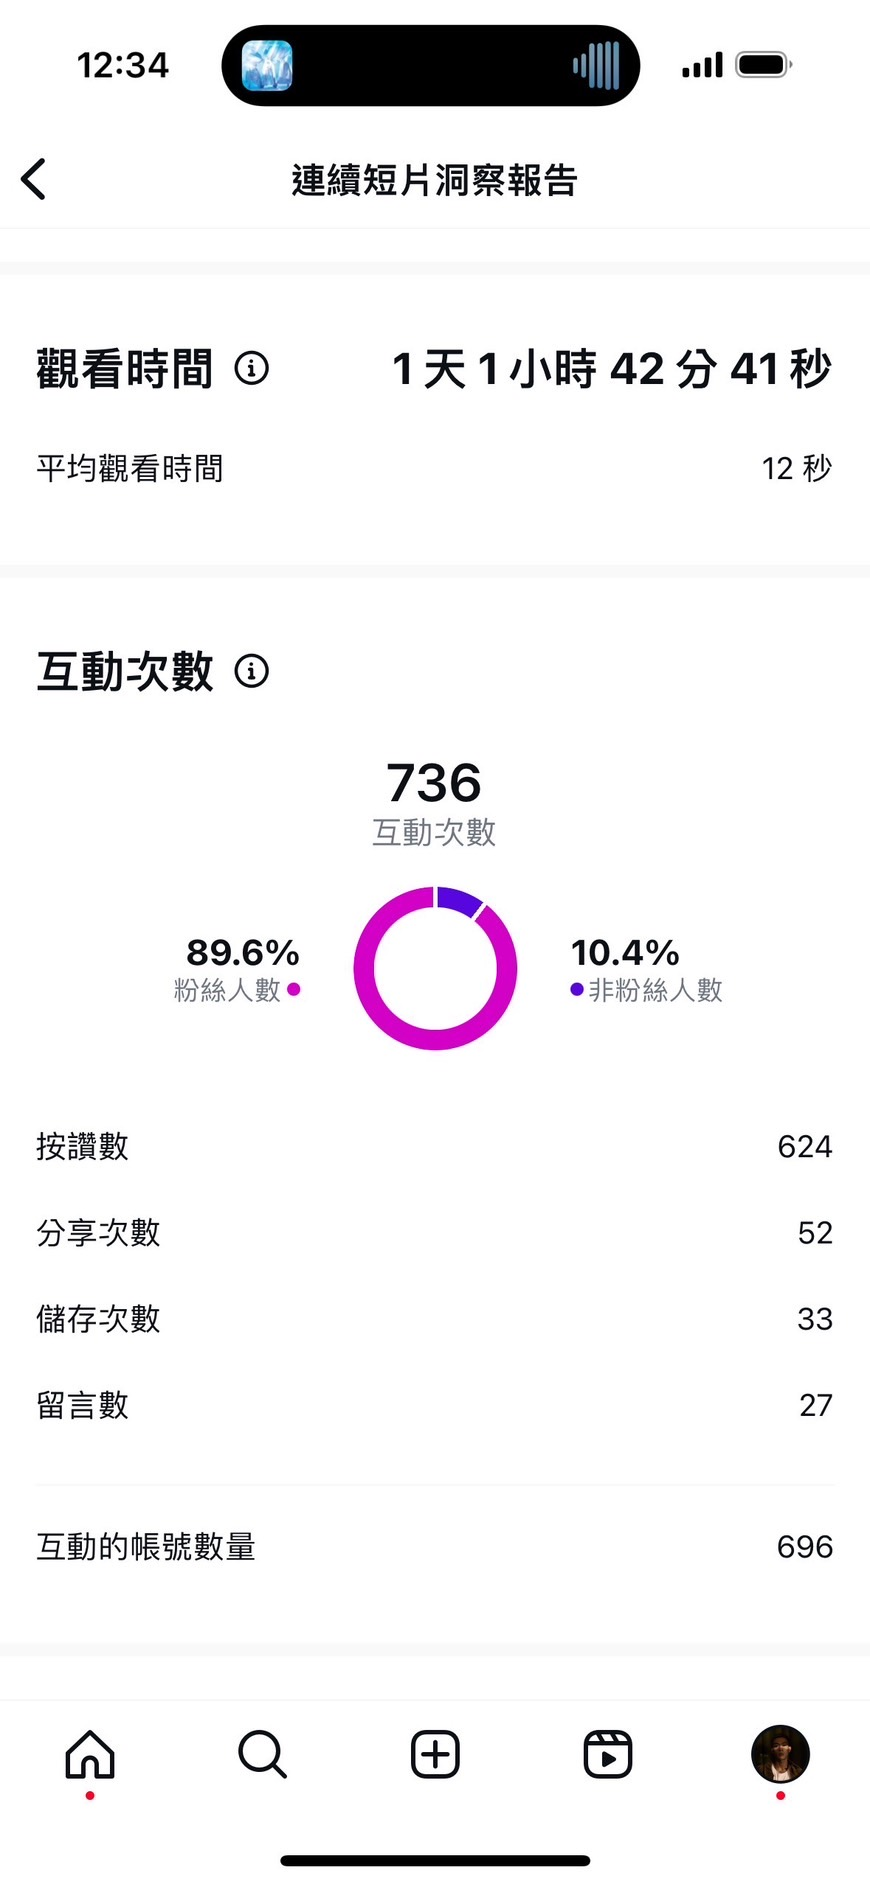 12:34
連續短片洞察報告
觀看時間 1 天 1 小時 42 分 41 秒
平均觀看時間 12 秒
互動次數
736
互動次數
89.6% 10.4%
粉絲人數 非粉絲人數
按讚數 624
分享次數 52
儲存次數 33
留言數 27
互動的帳號數量 696